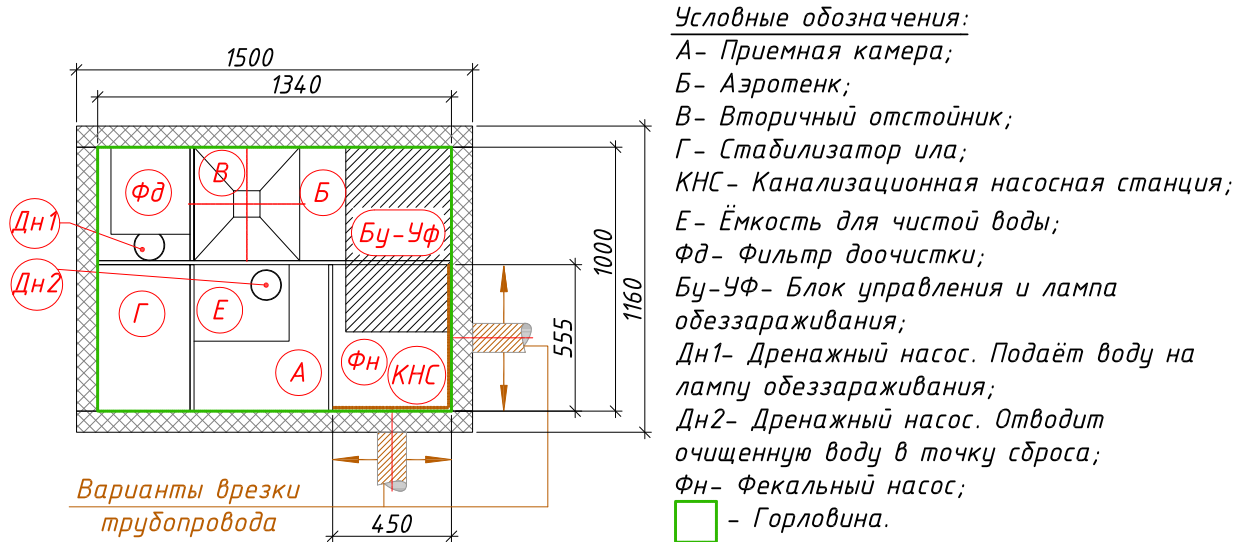 1500
1340
Фд
В
Б
Дн1
Бу-Уф
Дн2
Г
Е
А
Фн
КНС
555
1000
1160
450
Варианты врезки
трубопровода
Условные обозначения:
А- Приемная камера;
Б- Аэротенк;
В- Вторичный отстойник;
Г- Стабилизатор ила;
КНС- Канализационная насосная станция;
Е- Ёмкость для чистой воды;
Фд- Фильтр доочистки;
Бу-УФ- Блок управления и лампа
обеззараживания;
Дн1- Дренажный насос. Подаёт воду на
лампу обеззараживания;
Дн2- Дренажный насос. Отводит
очищенную воду в точку сброса;
Фн- Фекальный насос;
- Горловина.